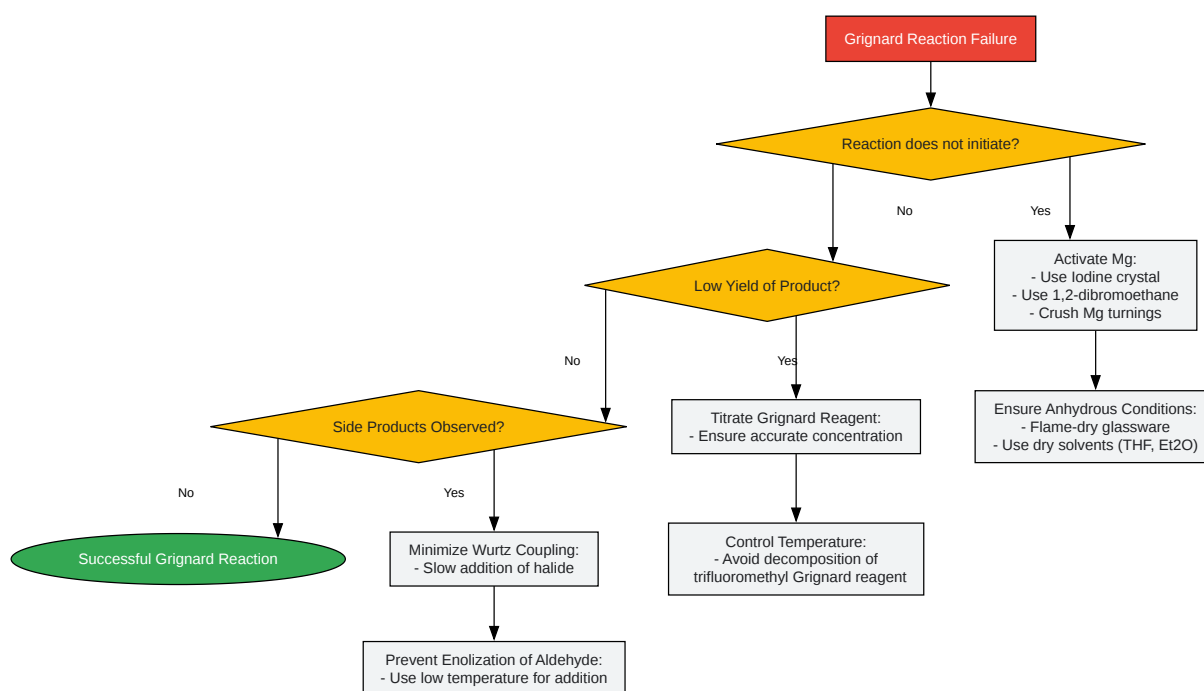 Grignard Reaction Failure
Reaction does not initiate?
No
Yes
Activate Mg:
- Use Iodine crystal
- Use 1,2-dibromoethane
- Crush Mg turnings
Low Yield of Product?
No
Yes
Ensure Anhydrous Conditions:
- Flame-dry glassware
- Use dry solvents (THF, Et2O)
Titrate Grignard Reagent:
- Ensure accurate concentration
Side Products Observed?
No
Yes
Control Temperature:
- Avoid decomposition of
trifluoromethyl Grignard reagent
Successful Grignard Reaction
Minimize Wurtz Coupling:
- Slow addition of halide
Prevent Enolization of Aldehyde:
- Use low temperature for addition